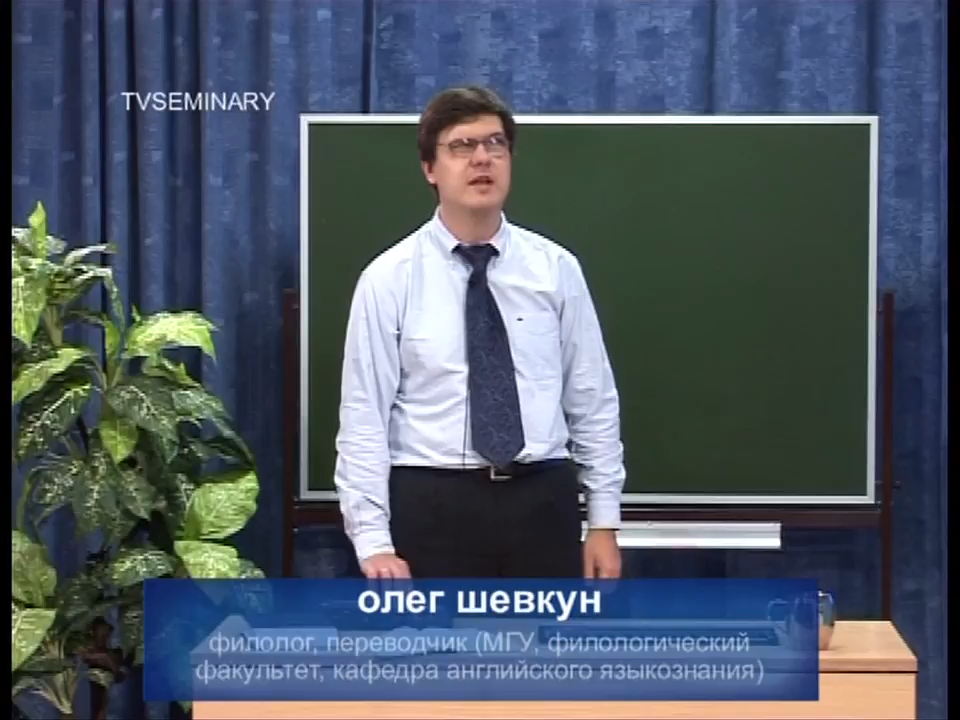 TVSEMINARY
олег шевкун
филолог, переводчик (МГУ, филологический
факультет, кафедра английского языкознания)